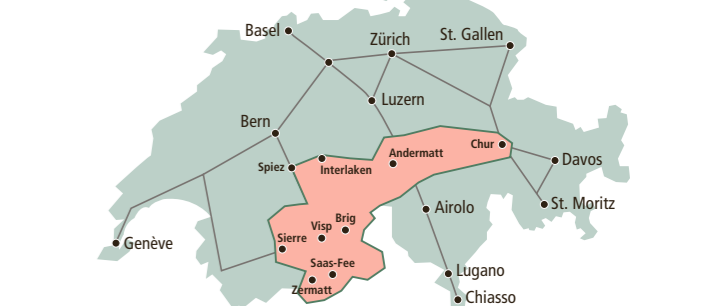 Basel
Zürich
St. Gallen
Luzern
Bern
Chur
Andermatt
Davos
Spiez
Interlaken
St. Moritz
Airolo
Brig
Visp
Sierre
Genève
Saas-Fee
Lugano
Zermatt
Chiasso